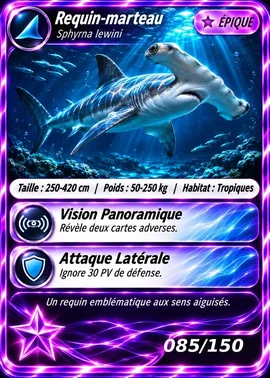 Requin-marteau
Sphyrna lewini
ÉPIQUE
Taille : 250-420 cm | Poids : 50-250 kg | Habitat : Tropiques
Vision Panoramique
Révèle deux cartes adverses.
Attaque Latérale
Ignore 30 PV de défense.
Un requin emblématique aux sens aiguisés.
085/150